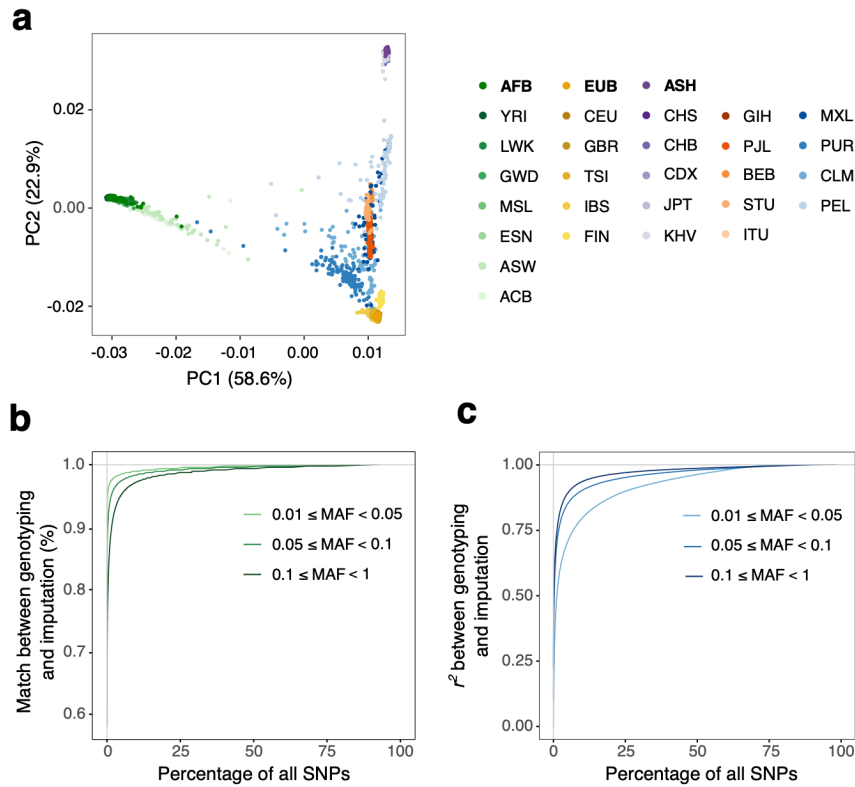 a
PC2 (22.9%)
0.02
0.00
-0.02
-0.03
-0.02
-0.01
0.00
0.01
PC1 (58.6%)
AFB
EUB
ASH
YRI
CEU
CHS
GIH
MXL
LWK
GBR
CHB
PJL
PUR
GWD
TSI
CDX
BEB
CLM
MSL
IBS
JPT
STU
PEL
ESN
FIN
KHV
ITU
ASW
ACB
b
Match between genotyping
and imputation (%)
1.0
0.9
0.8
0.7
0.6
0.01 ≤ MAF < 0.05
0.05 ≤ MAF < 0.1
0.1 ≤ MAF < 1
0
25
50
75
100
Percentage of all SNPs
c
r² between genotyping
and imputation
1.00
0.75
0.50
0.25
0.00
0.01 ≤ MAF < 0.05
0.05 ≤ MAF < 0.1
0.1 ≤ MAF < 1
0
25
50
75
100
Percentage of all SNPs